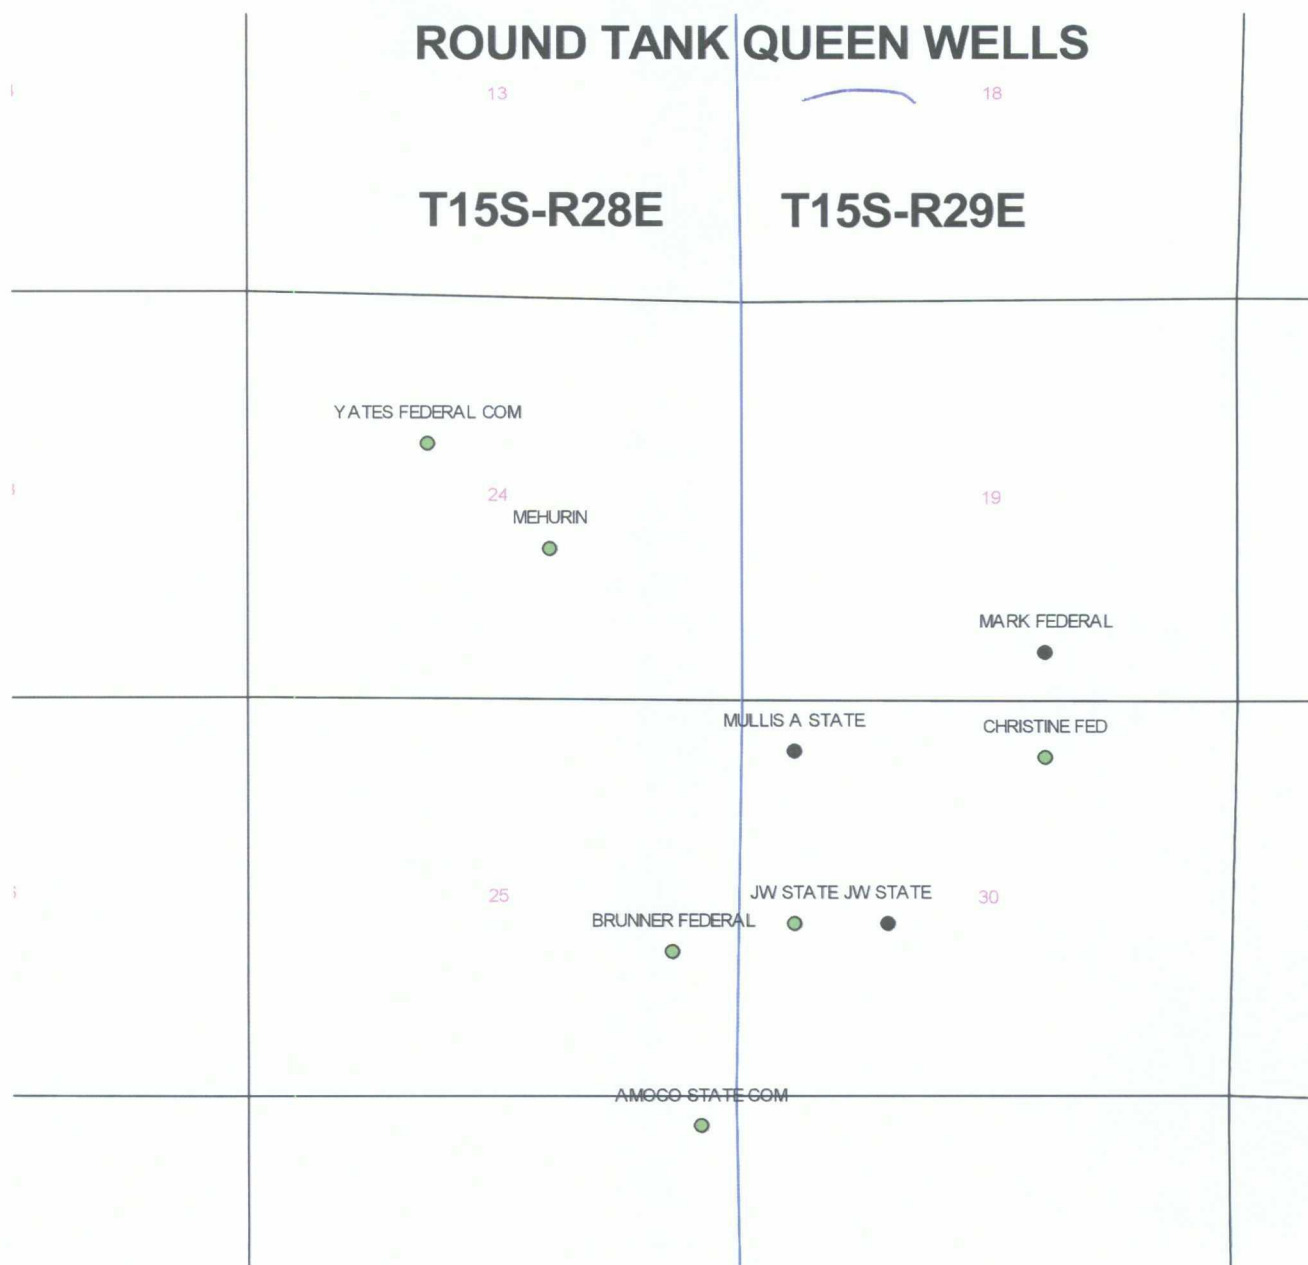 ROUND TANK QUEEN WELLS
13
18
T15S-R28E
T15S-R29E
YATES FEDERAL COM
24
19
MEHURIN
MARK FEDERAL
MULLIS A STATE
CHRISTINE FED
25
JW STATE JW STATE
30
BRUNNER FEDERAL
AMOCO STATE COM